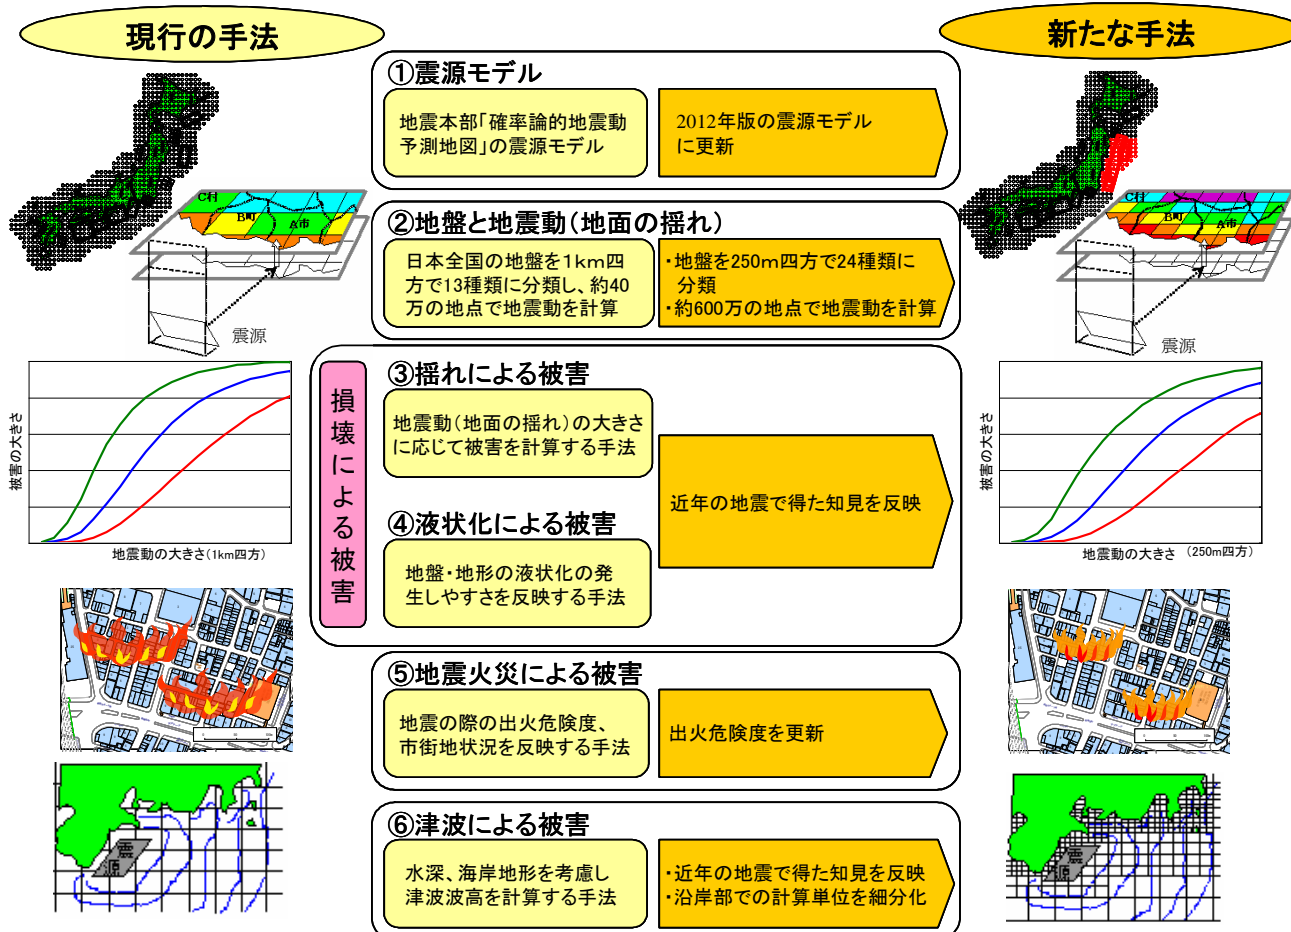 現行の手法
新たな手法
①震源モデル
地震本部「確率論的地震動
予測地図」の震源モデル
2012年版の震源モデル
に更新
C村
B町
A市
震源
C村
B町
A市
震源
②地盤と地震動(地面の揺れ)
日本全国の地盤を1km四
方で13種類に分類し、約40
万の地点で地震動を計算
・地盤を250m四方で24種類に
分類
・約600万の地点で地震動を計算
損壊による被害
③揺れによる被害
地震動(地面の揺れ)の大きさ
に応じて被害を計算する手法
④液状化による被害
地盤・地形の液状化の発
生しやすさを反映する手法
近年の地震で得た知見を反映
被害の大きさ
地震動の大きさ(1km四方)
被害の大きさ
地震動の大きさ (250m四方)
⑤地震火災による被害
地震の際の出火危険度、
市街地状況を反映する手法
出火危険度を更新
⑥津波による被害
水深、海岸地形を考慮し
津波波高を計算する手法
・近年の地震で得た知見を反映
・沿岸部での計算単位を細分化
震源
震源